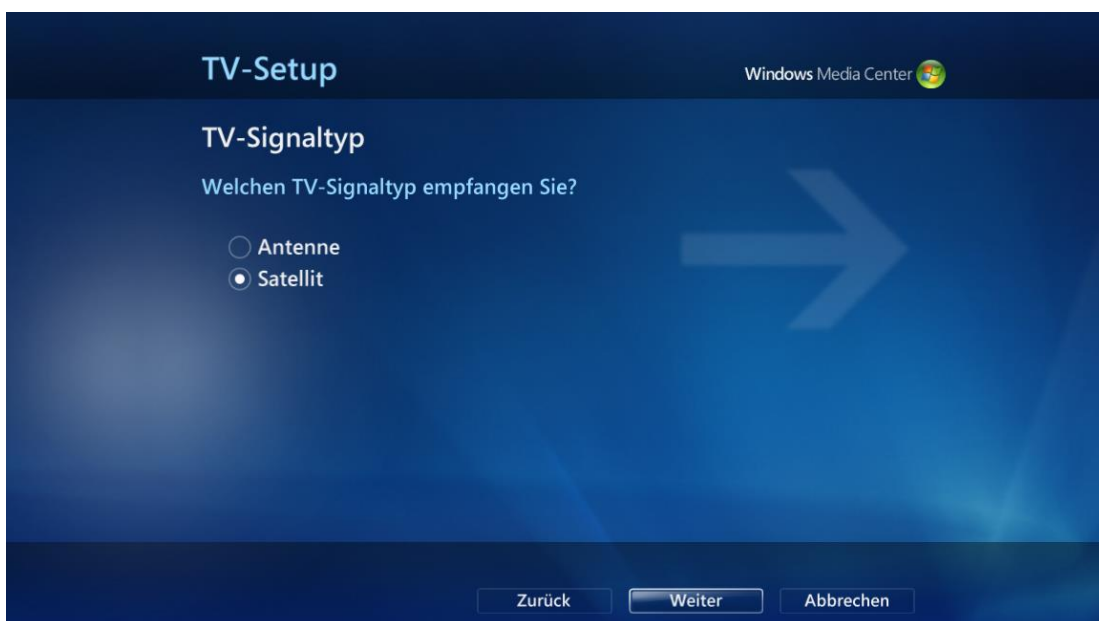 TV-Setup
Windows Media Center
TV-Signaltyp
Welchen TV-Signaltyp empfangen Sie?
Antenne
Satellit
Zurück Weiter Abbrechen